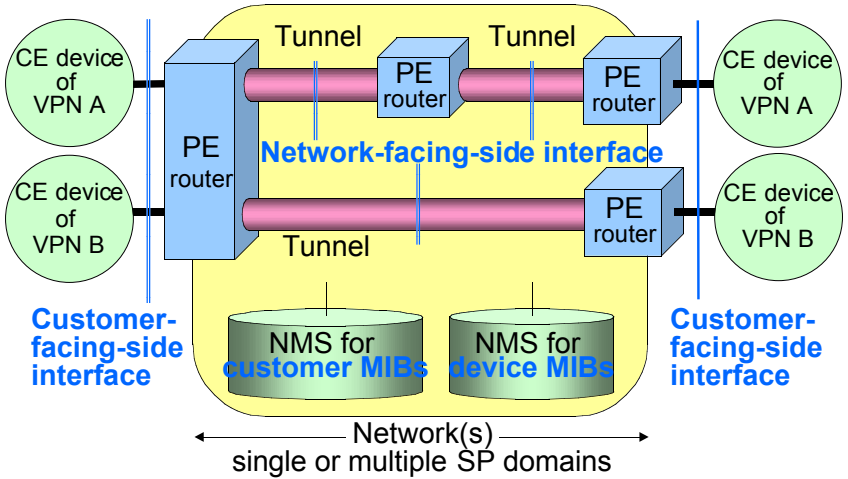 Tunnel
Tunnel
CE device
of
VPN A
PE
router
PE
router
CE device
of
VPN A
PE
router
Network-facing-side interface
CE device
of
VPN B
PE
router
CE device
of
VPN B
Tunnel
Customer-
facing-side
interface
NMS for
customer MIBs
NMS for
device MIBs
Customer-
facing-side
interface
Network(s)
single or multiple SP domains